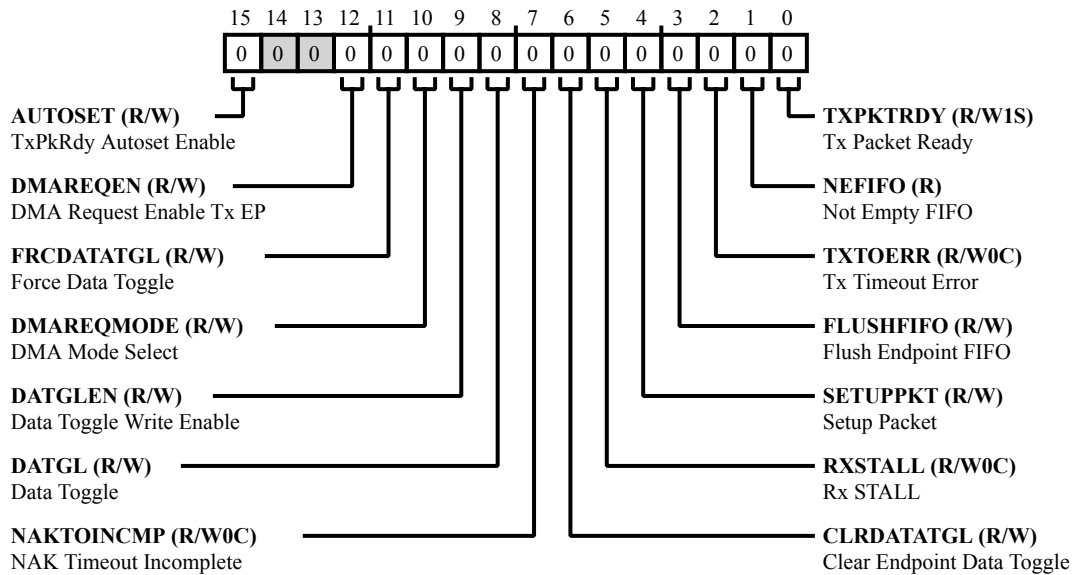 15 14 13 12 11 10 9 8 7 6 5 4 3 2 1 0
0 0 0 0 0 0 0 0 0 0 0 0 0 0 0 0
AUTOSET (R/W)
TxPkRdy Autoset Enable
DMAREQEN (R/W)
DMA Request Enable Tx EP
FRCDATATGL (R/W)
Force Data Toggle
DMAREQMODE (R/W)
DMA Mode Select
DATGLEN (R/W)
Data Toggle Write Enable
DATGL (R/W)
Data Toggle
NAKTOINCMP (R/W0C)
NAK Timeout Incomplete
TXPKTRDY (R/W1S)
Tx Packet Ready
NEFIFO (R)
Not Empty FIFO
TXTOERR (R/W0C)
Tx Timeout Error
FLUSHFIFO (R/W)
Flush Endpoint FIFO
SETUPPKT (R/W)
Setup Packet
RXSTALL (R/W0C)
Rx STALL
CLRDATATGL (R/W)
Clear Endpoint Data Toggle